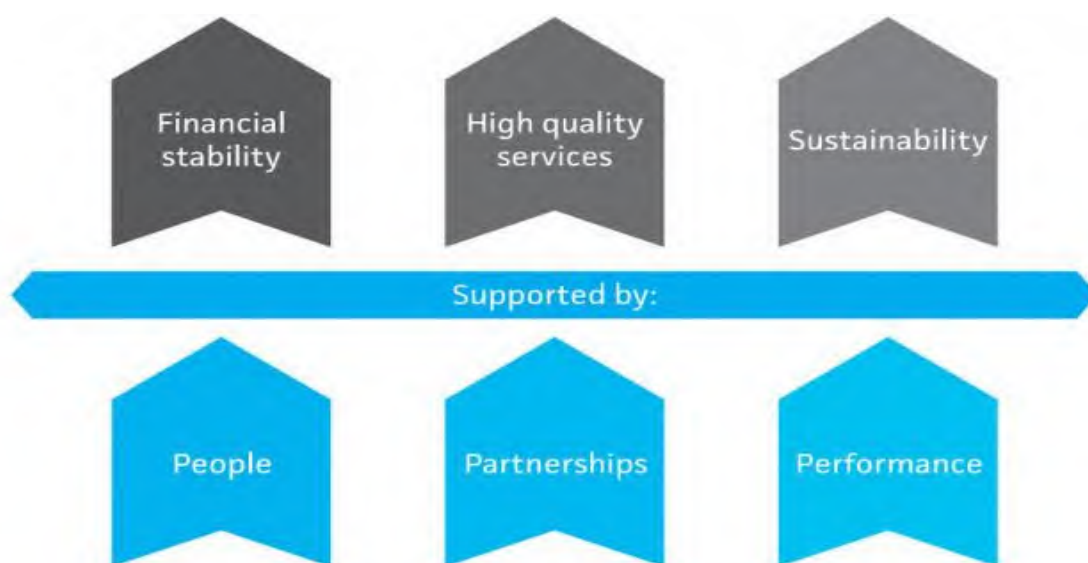 Financial
stability
High quality
services
Sustainability
Supported by:
People
Partnerships
Performance